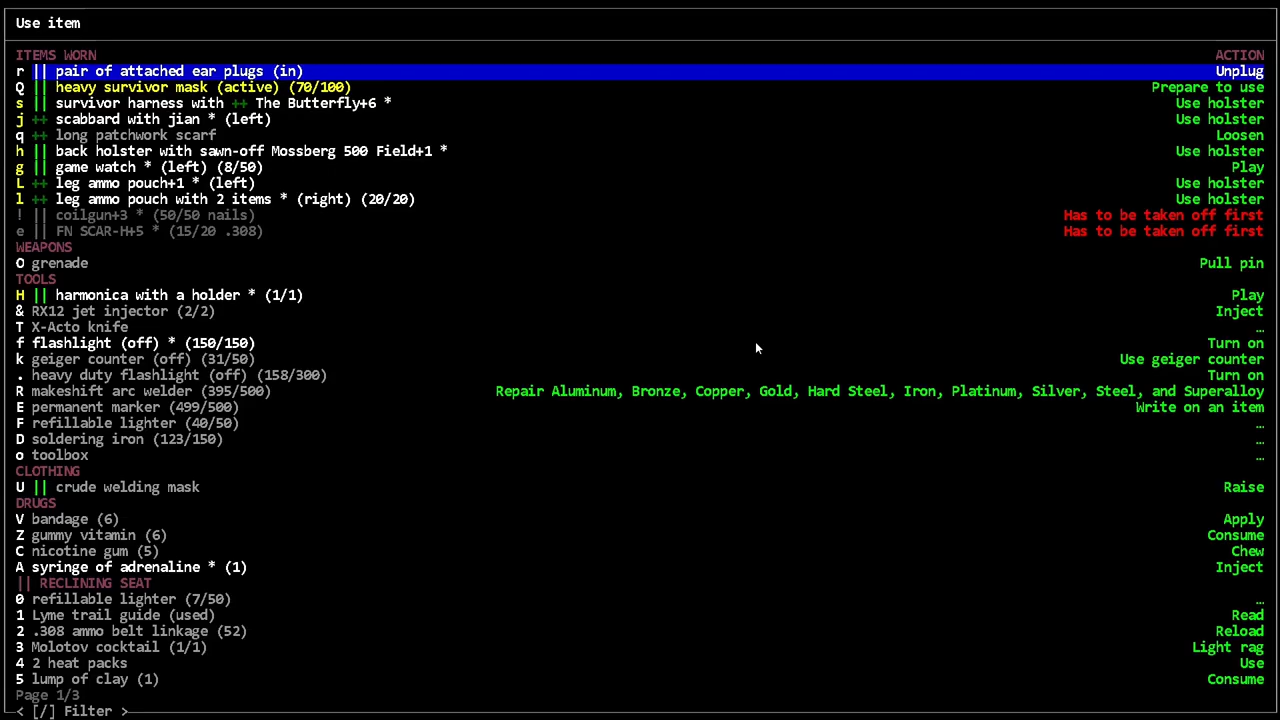 Use item
ITEMS WORN ACTION
r || pair of attached ear plugs (in) Unplug
Q || heavy survivor mask (active) (70/100) Prepare to use
s || survivor harness with ++ The Butterfly+6 * Use holster
j ++ scabbard with jian * (left) Use holster
q ++ long patchwork scarf Loosen
h || back holster with sawn-off Mossberg 500 Field+1 * Use holster
g || game watch * (left) (8/50) Play
L ++ leg ammo pouch+1 * (left) Use holster
l ++ leg ammo pouch with 2 items * (right) (20/20) Use holster
! || coilgun+3 * (50/50 nails) Has to be taken off first
e || FN SCAR-H+5 * (15/20 .308) Has to be taken off first
WEAPONS
O grenade Pull pin
TOOLS
H || harmonica with a holder * (1/1) Play
& RX12 jet injector (2/2) Inject
T X-Acto knife …
f flashlight (off) * (150/150) Turn on
k geiger counter (off) (31/50) Use geiger counter
. heavy duty flashlight (off) (158/300) Turn on
R makeshift arc welder (395/500) Repair Aluminum, Bronze, Copper, Gold, Hard Steel, Iron, Platinum, Silver, Steel, and Superalloy
E permanent marker (499/500) Write on an item
F refillable lighter (40/50) …
D soldering iron (123/150) …
o toolbox …
CLOTHING
U || crude welding mask Raise
DRUGS
V bandage (6) Apply
Z gummy vitamin (6) Consume
C nicotine gum (5) Chew
A syringe of adrenaline * (1) Inject
|| RECLINING SEAT
0 refillable lighter (7/50) …
1 Lyme trail guide (used) Read
2 .308 ammo belt linkage (52) Reload
3 Molotov cocktail (1/1) Light rag
4 2 heat packs Use
5 lump of clay (1) Consume
Page 1/3
< [/] Filter >